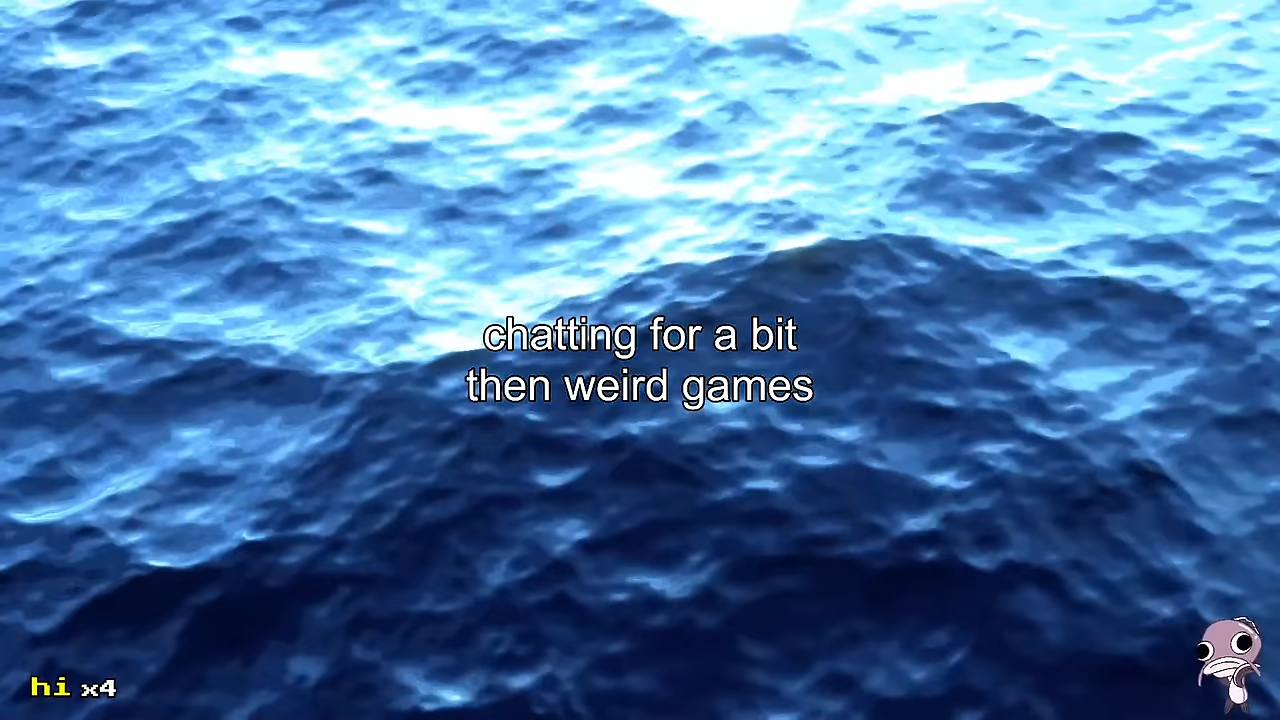 chatting for a bit
then weird games
hi x4